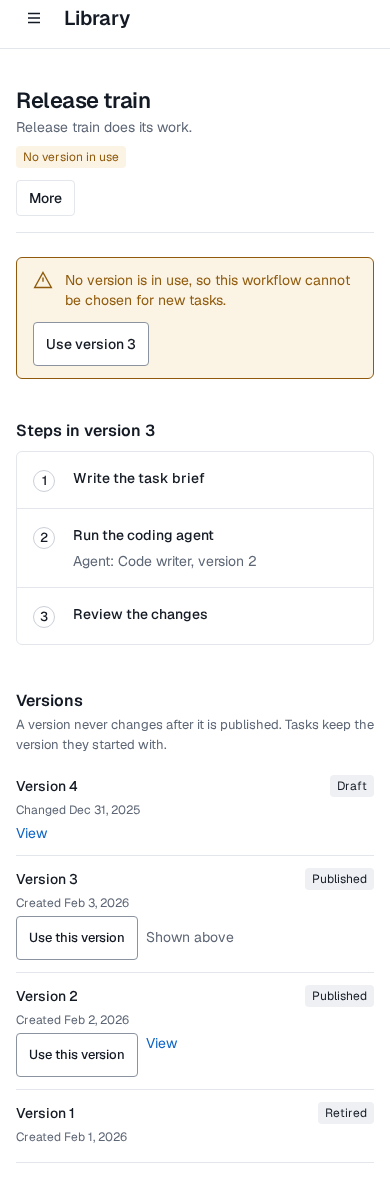 Library
Release train
Release train does its work.
No version in use
More
No version is in use, so this workflow cannot
be chosen for new tasks.
Use version 3
Steps in version 3
1 Write the task brief
2 Run the coding agent
Agent: Code writer, version 2
3 Review the changes
Versions
A version never changes after it is published. Tasks keep the
version they started with.
Version 4 Draft
Changed Dec 31, 2025
View
Version 3 Published
Created Feb 3, 2026
Use this version Shown above
Version 2 Published
Created Feb 2, 2026
Use this version View
Version 1 Retired
Created Feb 1, 2026